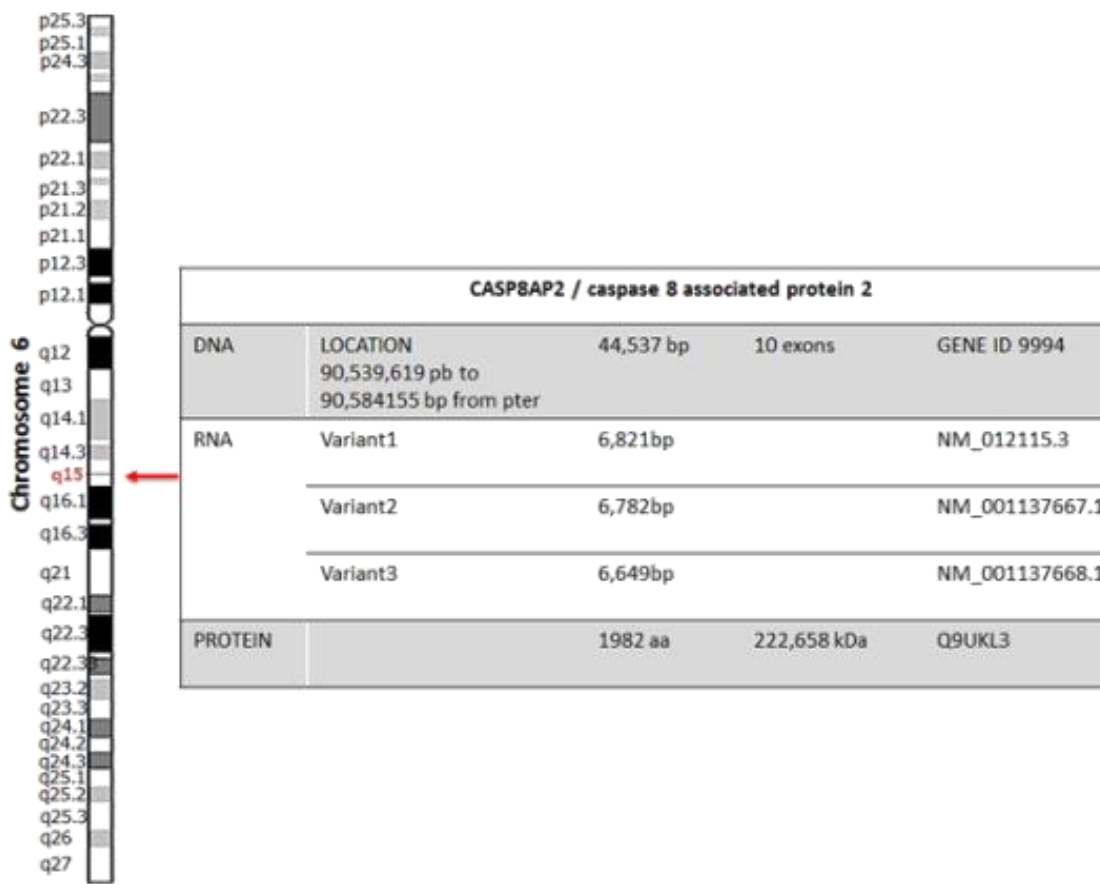 p25.3
p25.1
p24.3
p22.3
p22.1
p21.3
p21.2
p21.1
p12.3
p12.1
Chromosome 6
q12
q13
q14.1
q14.3
q15
q16.1
q16.3
q21
q22.1
q22.3
q22.33
q23.2
q23.3
q24.1
q24.2
q24.3
q25.1
q25.2
q25.3
q26
q27
CASP8AP2 / caspase 8 associated protein 2
DNA LOCATION 44,537 bp 10 exons GENE ID 9994
90,539,619 pb to
90,584155 bp from pter
RNA Variant1 6,821bp NM_012115.3
Variant2 6,782bp NM_001137667.1
Variant3 6,649bp NM_001137668.1
PROTEIN 1982 aa 222,658 kDa Q9UKL3